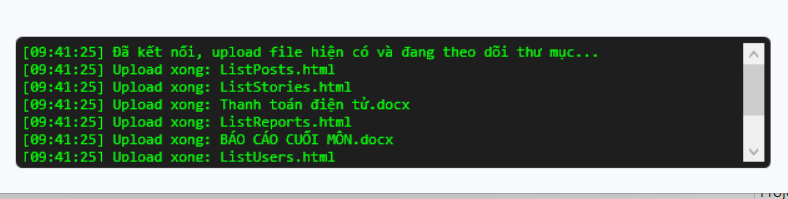 [09:41:25] Đã kết nối, upload file hiện có và đang theo dõi thư mục...
[09:41:25] Upload xong: ListPosts.html
[09:41:25] Upload xong: ListStories.html
[09:41:25] Upload xong: Thanh toán điện tử.docx
[09:41:25] Upload xong: ListReports.html
[09:41:25] Upload xong: BÁO CÁO CUỐI MÔN.docx
[09:41:25] Upload xong: ListUsers.html